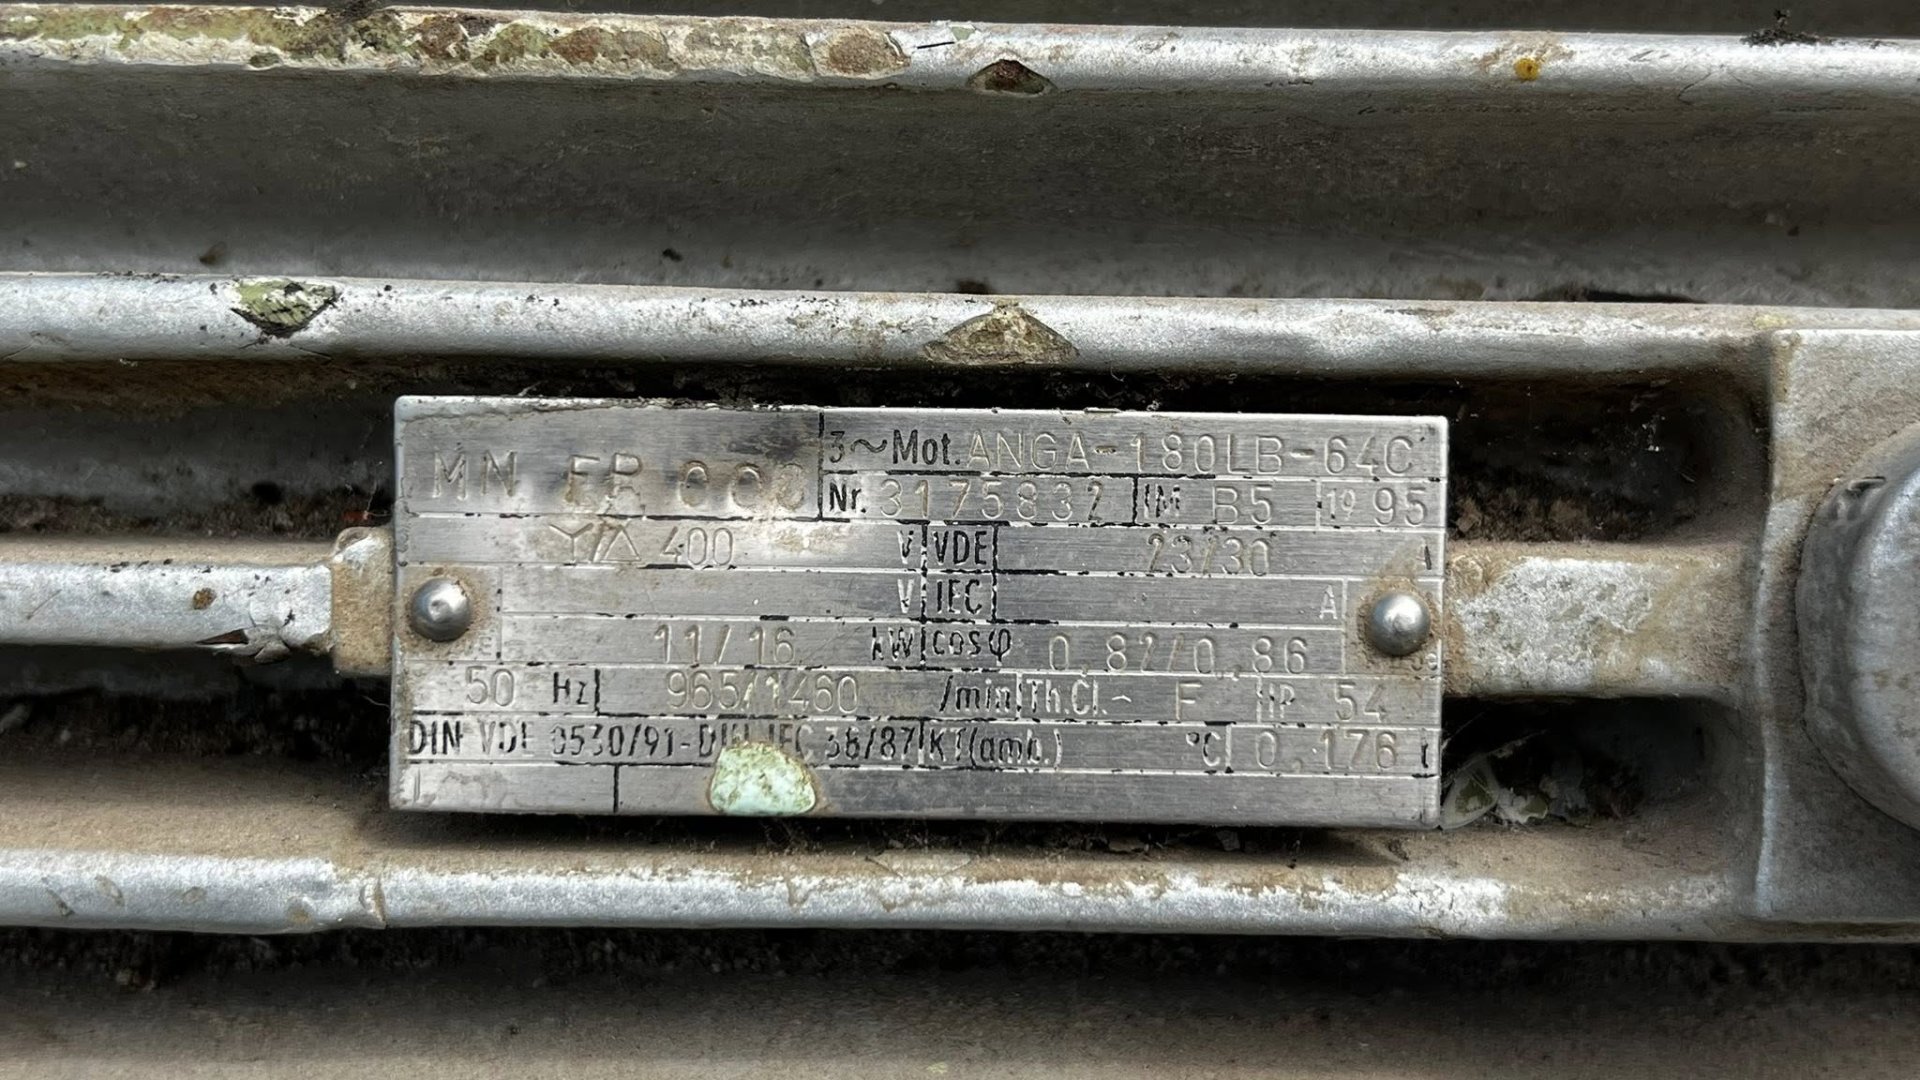 MN FR 000
3~Mot. ANGA-180LB-64C
Nr. 3175832 IM B5 19 95
Y/△ 400 V VDE 23/30
V IEC A
11/16 kW cosφ 0,82/0,86
50 Hz 965/1460 /min Th.Cl. F IP 54
DIN VDE 0530/91-DIN IEC 38/87 KT(amb.) °C 0,176 t